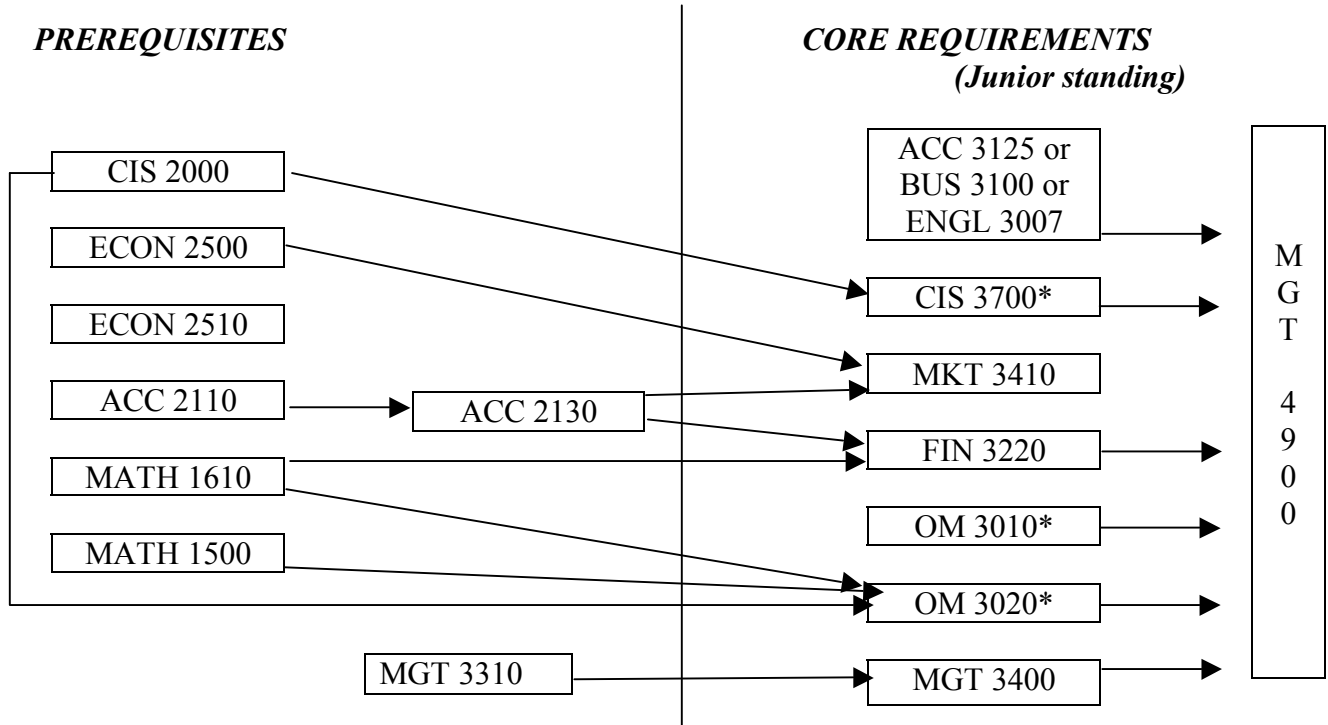 PREREQUISITES
CORE REQUIREMENTS
(Junior standing)
CIS 2000
ECON 2500
ECON 2510
ACC 2110
ACC 2130
MATH 1610
MATH 1500
MGT 3310
ACC 3125 or
BUS 3100 or
ENGL 3007
CIS 3700*
MKT 3410
FIN 3220
OM 3010*
OM 3020*
MGT 3400
M
G
T
4
9
0
0